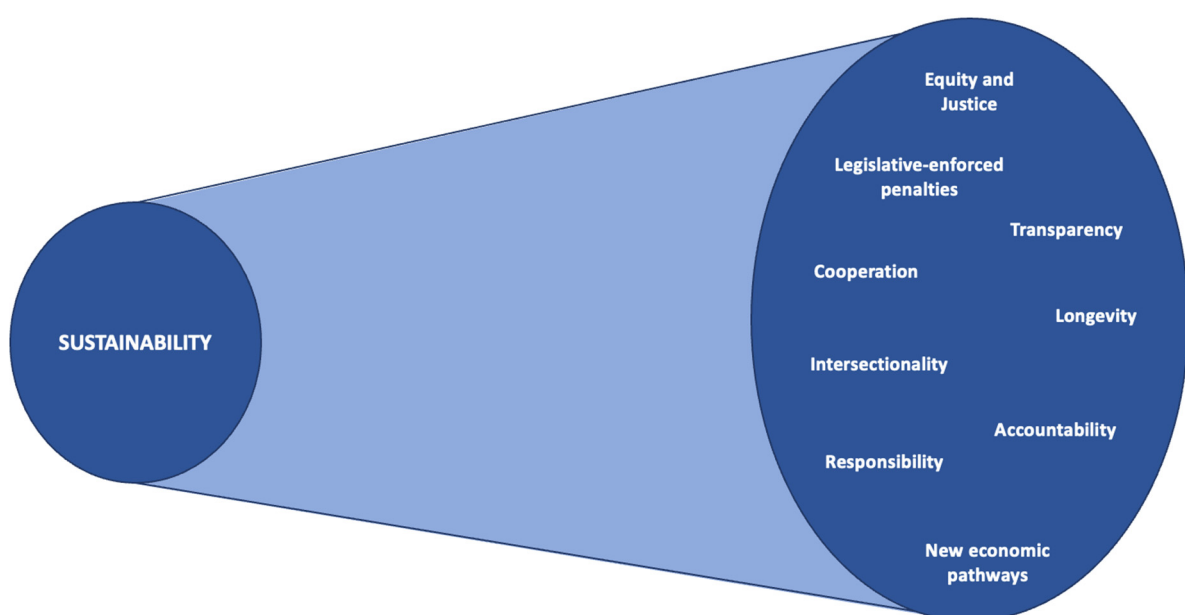 SUSTAINABILITY
Equity and
Justice
Legislative-enforced
penalties
Transparency
Cooperation
Longevity
Intersectionality
Accountability
Responsibility
New economic
pathways